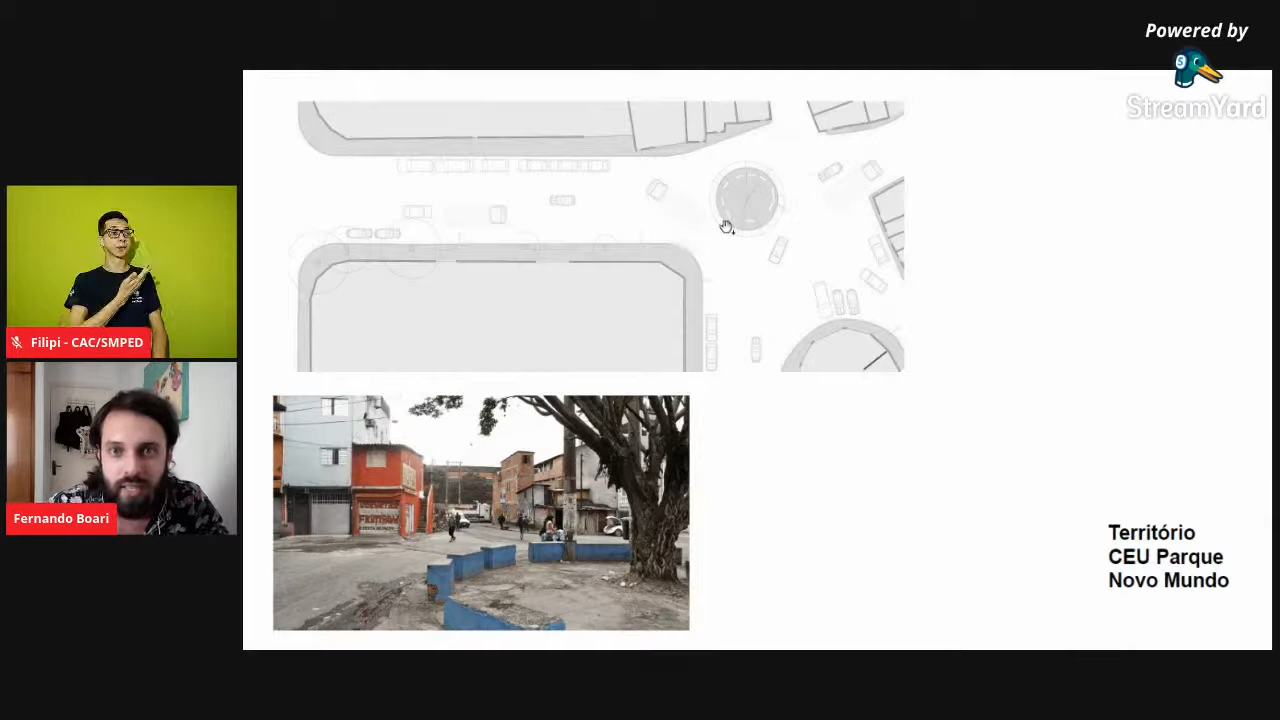 Powered by
StreamYard
Filipi - CAC/SMPED
Fernando Boari
Território
CEU Parque
Novo Mundo